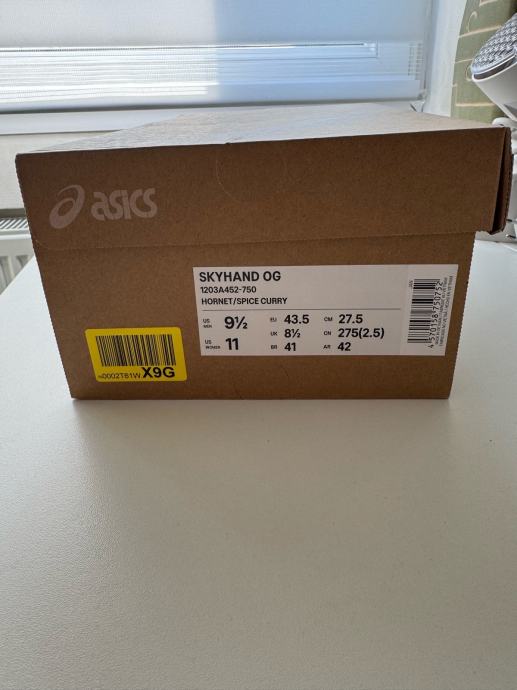 asics
SKYHAND OG
1203A452-750
HORNET/SPICE CURRY
US MEN 9½ EU 43.5 CM 27.5
UK 8½ CN 275(2.5)
US WOMEN 11 BR 41 AR 42
X9G